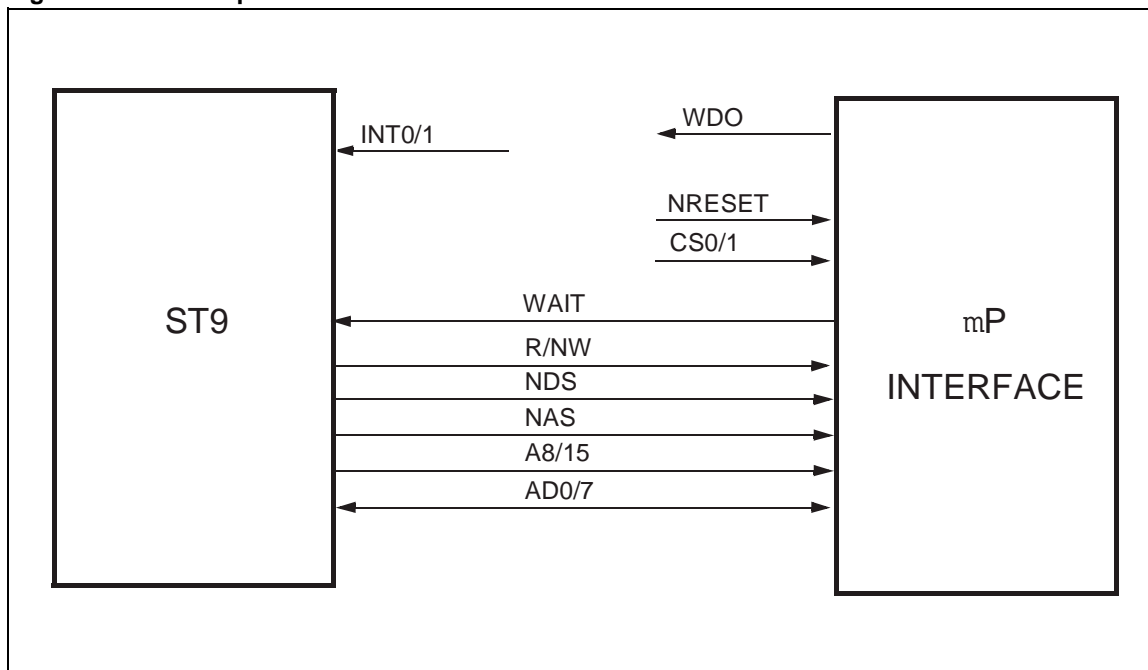 INT0/1
WDO
NRESET
CS0/1
ST9
WAIT
mP
R/NW
INTERFACE
NDS
NAS
A8/15
AD0/7